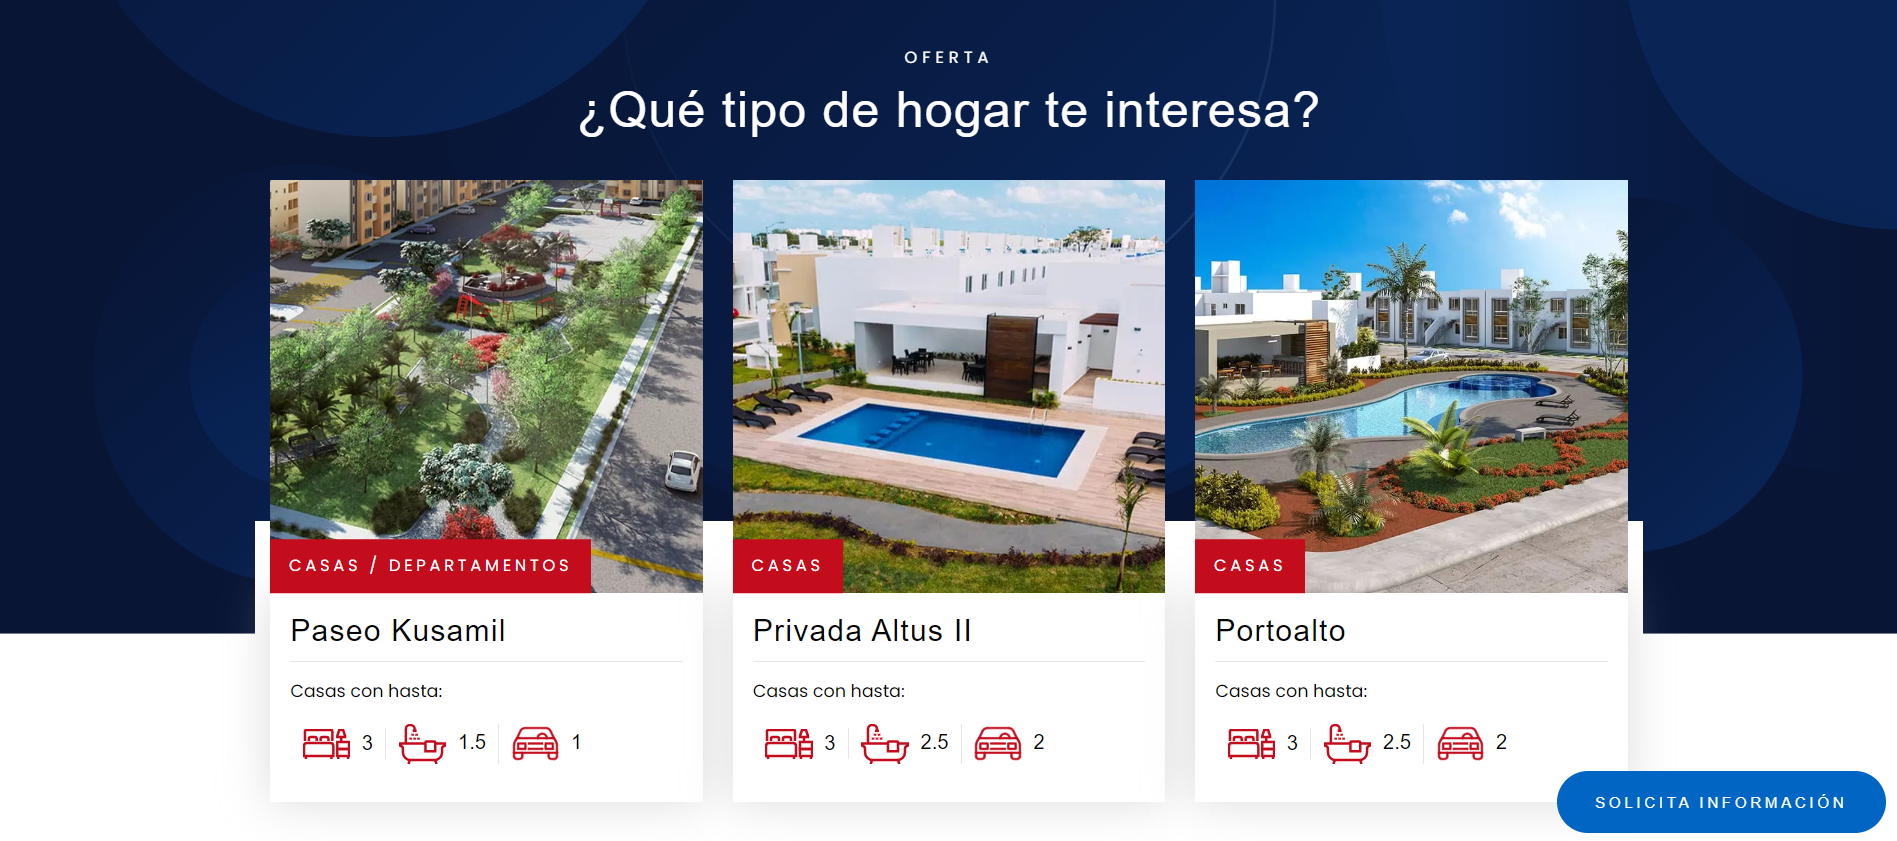 OFERTA
¿Qué tipo de hogar te interesa?
CASAS / DEPARTAMENTOS
Paseo Kusamil
Casas con hasta:
3 1.5 1
CASAS
Privada Altus II
Casas con hasta:
3 2.5 2
CASAS
Portoalto
Casas con hasta:
3 2.5 2
SOLICITA INFORMACIÓN